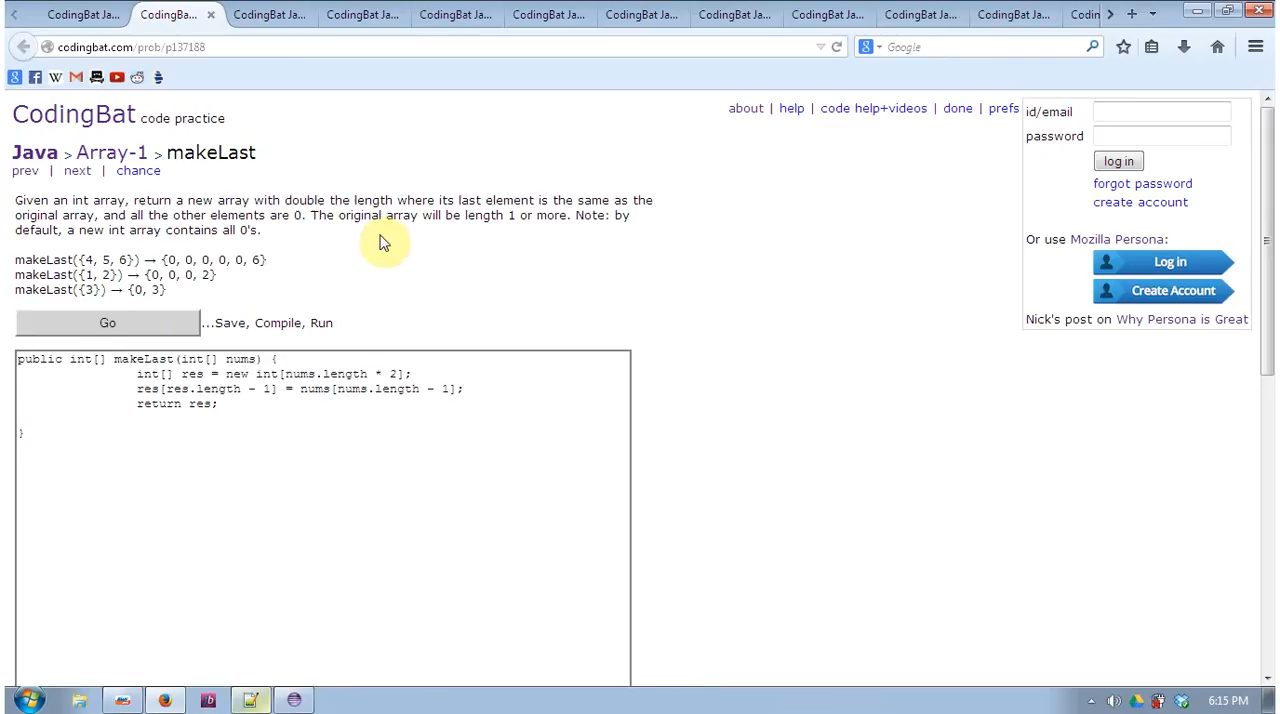 CodingBat Ja...
CodingBa...
CodingBat Ja...
CodingBat Ja...
CodingBat Ja...
CodingBat Ja...
CodingBat Ja...
CodingBat Ja...
CodingBat Ja...
CodingBat Ja...
CodingBat Ja...
Codin
codingbat.com/prob/p137188
Google
CodingBat code practice
about | help | code help+videos | done | prefs
id/email
password
log in
forgot password
create account
Or use Mozilla Persona:
Log in
Create Account
Nick's post on Why Persona is Great
Java > Array-1 > makeLast
prev | next | chance
Given an int array, return a new array with double the length where its last element is the same as the
original array, and all the other elements are 0. The original array will be length 1 or more. Note: by
default, a new int array contains all 0's.
makeLast({4, 5, 6}) → {0, 0, 0, 0, 0, 6}
makeLast({1, 2}) → {0, 0, 0, 2}
makeLast({3}) → {0, 3}
Go ...Save, Compile, Run
public int[] makeLast(int[] nums) {
int[] res = new int[nums.length * 2];
res[res.length - 1] = nums[nums.length - 1];
return res;
}
6:15 PM